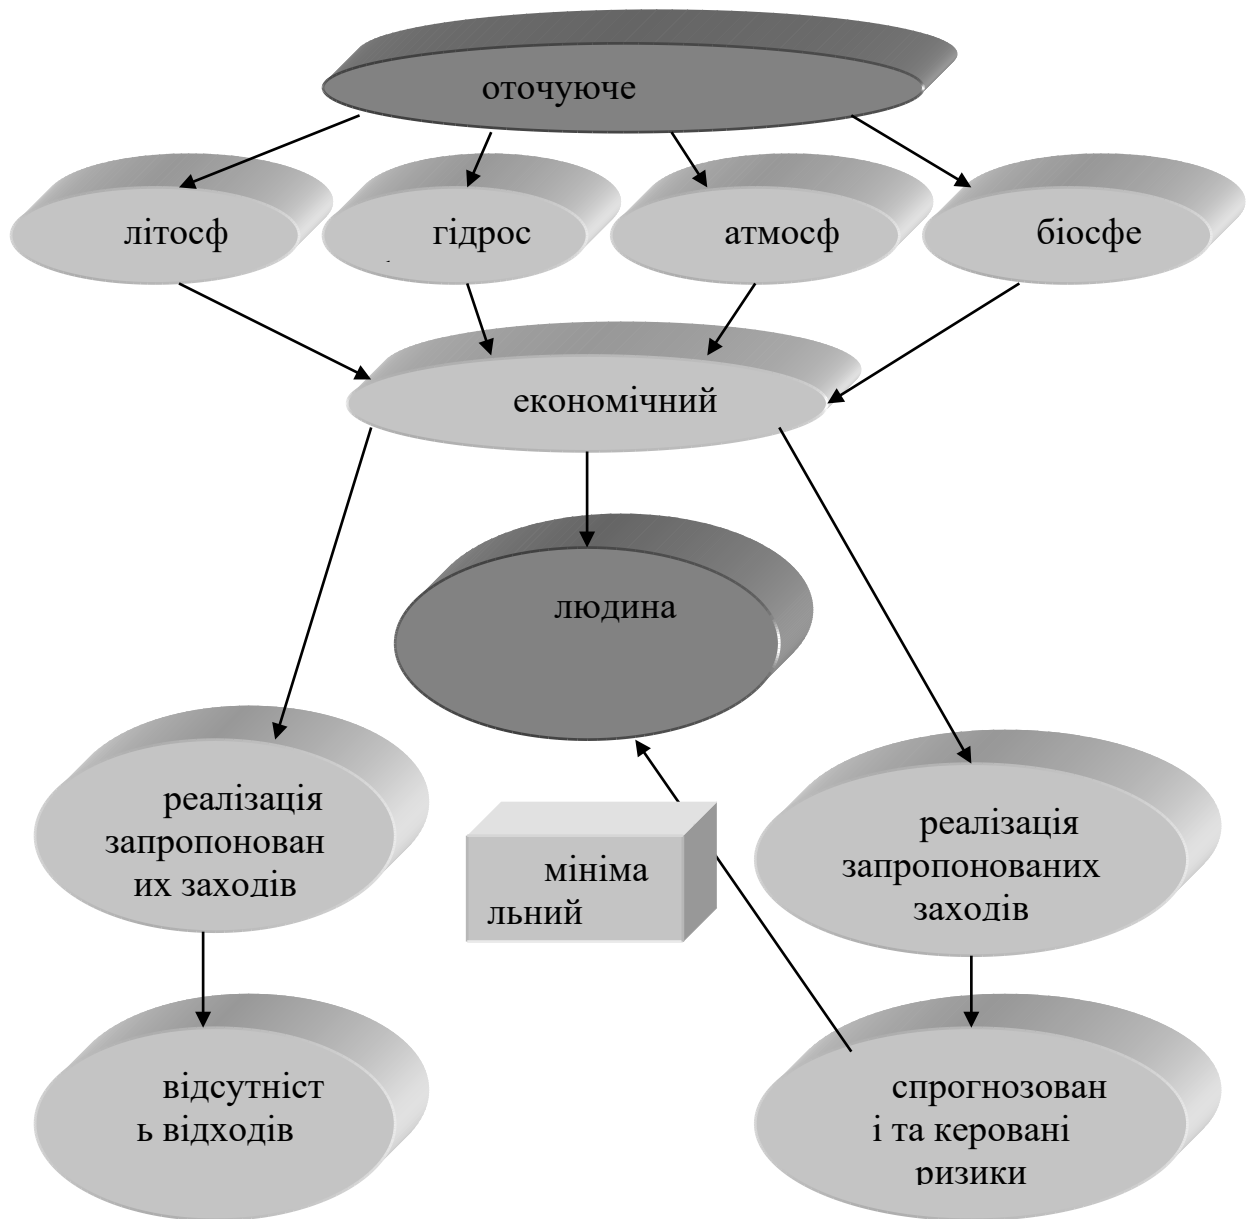 оточуюче
літосф
гідрос
атмосф
біосфе
економічний
людина
реалізація
запропонован
их заходів
мініма
льний
реалізація
запропонованих
заходів
відсутніст
ь відходів
спрогнозован
і та керовані
ризики